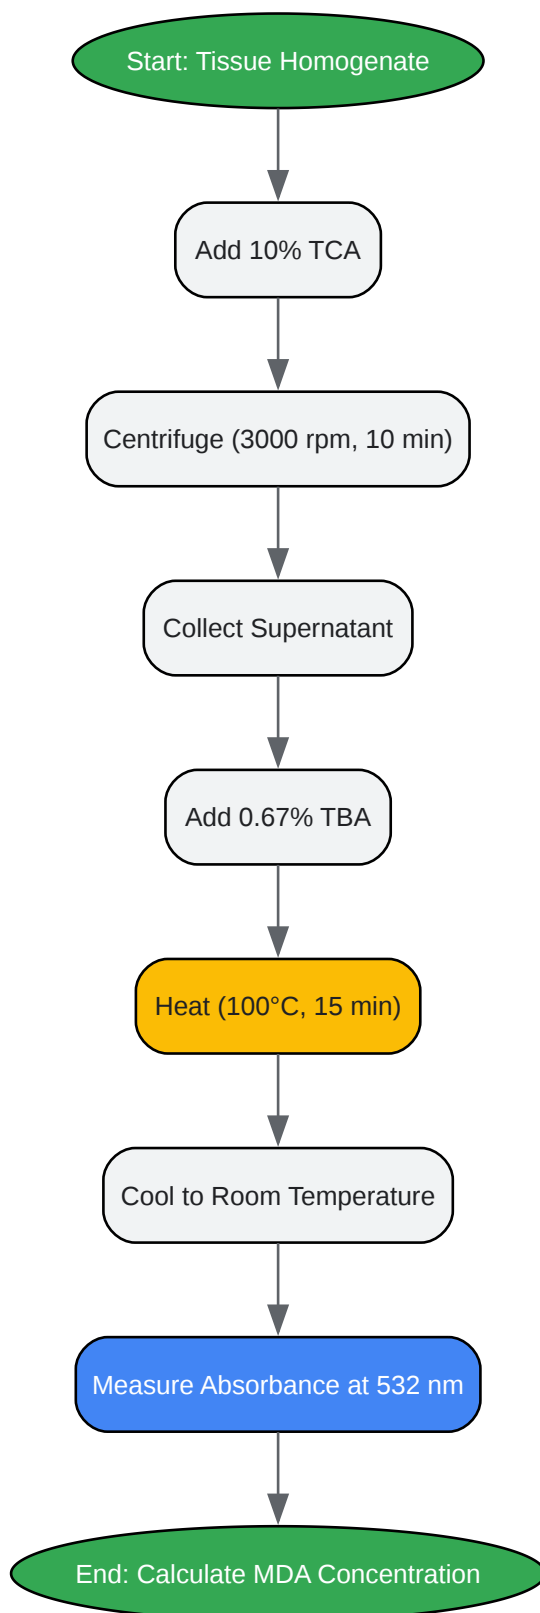 Start: Tissue Homogenate
Add 10% TCA
Centrifuge (3000 rpm, 10 min)
Collect Supernatant
Add 0.67% TBA
Heat (100°C, 15 min)
Cool to Room Temperature
Measure Absorbance at 532 nm
End: Calculate MDA Concentration